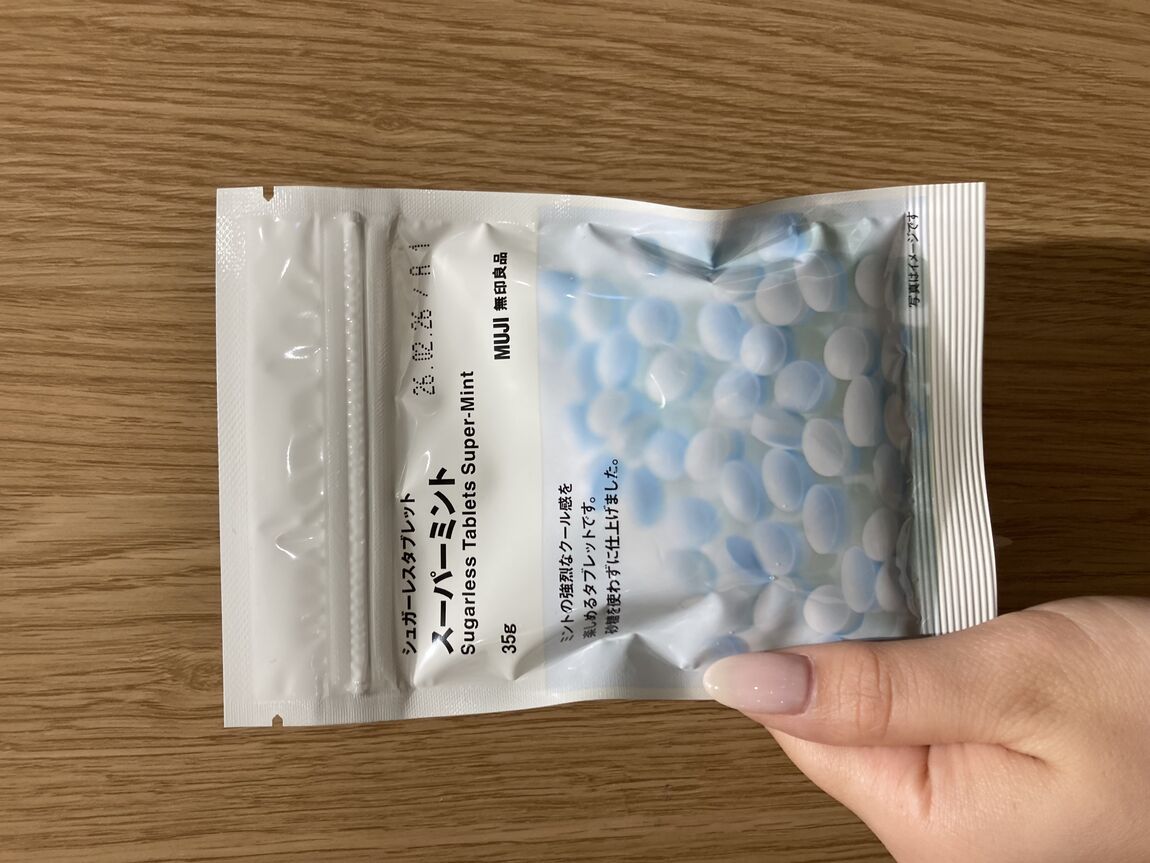 シュガーレスタブレット
スーパーミント
Sugarless Tablets Super-Mint
26.02.26 / A1
35g
MUJI 無印良品
ミントの強烈なクール感を
楽しめるタブレットです。
砂糖を使わずに仕上げました。
写真はイメージです